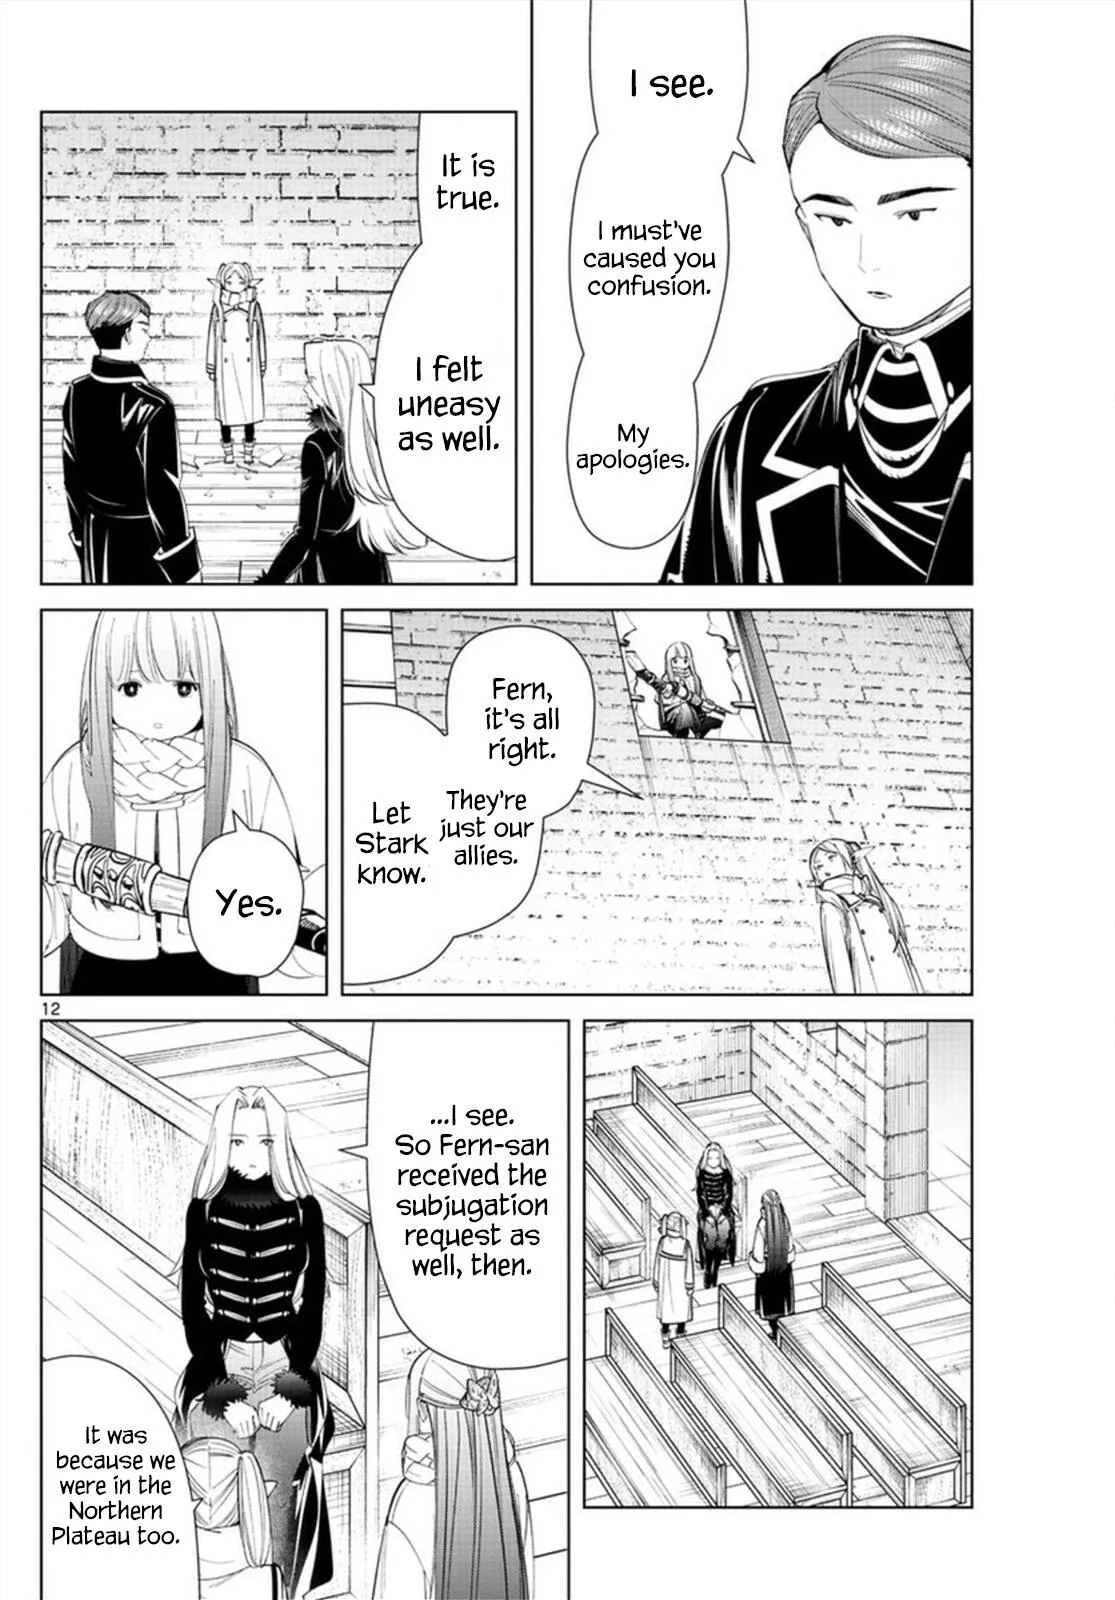 I see.
I must've
caused you
confusion.
My
apologies.
It is
true.
I felt
uneasy
as well.
Fern,
it's all
right.
They're
just our
allies.
Let
Stark
know.
Yes.
12
...I see.
So Fern-san
received the
subjugation
request as
well, then.
It was
because we
were in the
Northern
Plateau too.